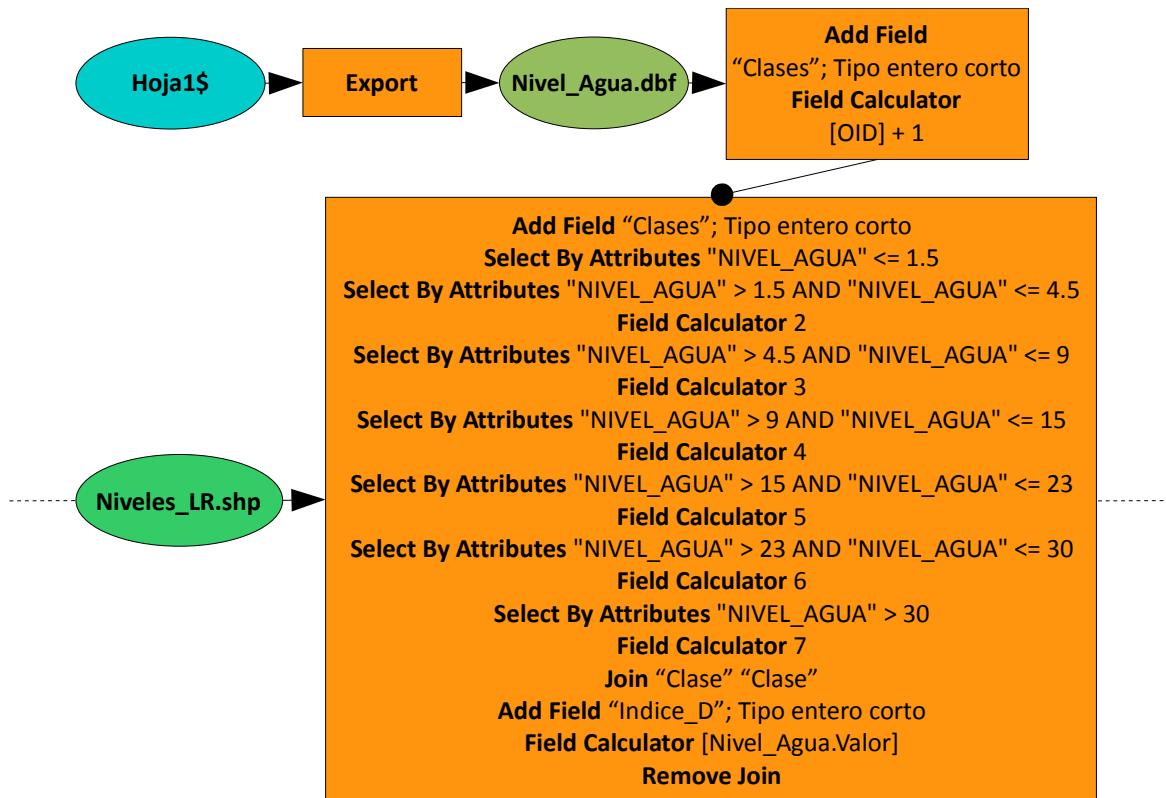 Hoja1$
Export
Nivel_Agua.dbf
Add Field
“Clases”; Tipo entero corto
Field Calculator
[OID] + 1
Add Field “Clases”; Tipo entero corto
Select By Attributes "NIVEL_AGUA" <= 1.5
Select By Attributes "NIVEL_AGUA" > 1.5 AND "NIVEL_AGUA" <= 4.5
Field Calculator 2
Select By Attributes "NIVEL_AGUA" > 4.5 AND "NIVEL_AGUA" <= 9
Field Calculator 3
Select By Attributes "NIVEL_AGUA" > 9 AND "NIVEL_AGUA" <= 15
Field Calculator 4
Select By Attributes "NIVEL_AGUA" > 15 AND "NIVEL_AGUA" <= 23
Field Calculator 5
Select By Attributes "NIVEL_AGUA" > 23 AND "NIVEL_AGUA" <= 30
Field Calculator 6
Select By Attributes "NIVEL_AGUA" > 30
Field Calculator 7
Join “Clase” “Clase”
Add Field “Indice_D”; Tipo entero corto
Field Calculator [Nivel_Agua.Valor]
Remove Join
Niveles_LR.shp